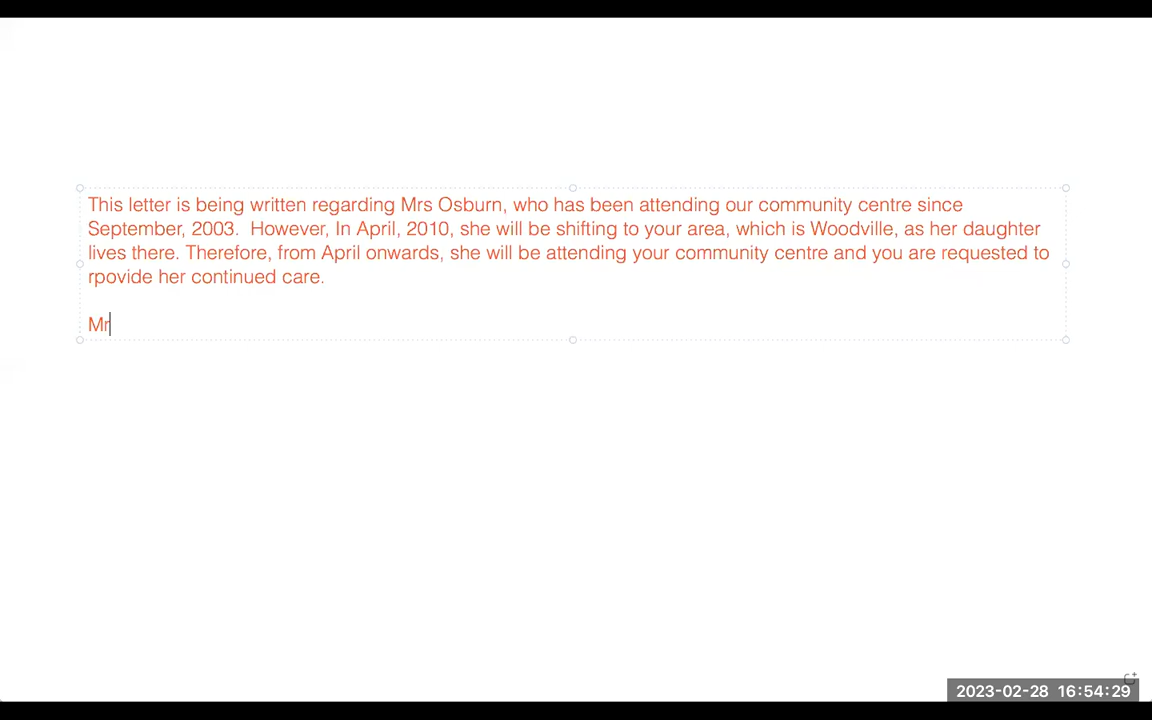 This letter is being written regarding Mrs Osburn, who has been attending our community centre since
September, 2003.  However, In April, 2010, she will be shifting to your area, which is Woodville, as her daughter
lives there. Therefore, from April onwards, she will be attending your community centre and you are requested to
rpovide her continued care.
Mr
2023-02-28 16:54:29